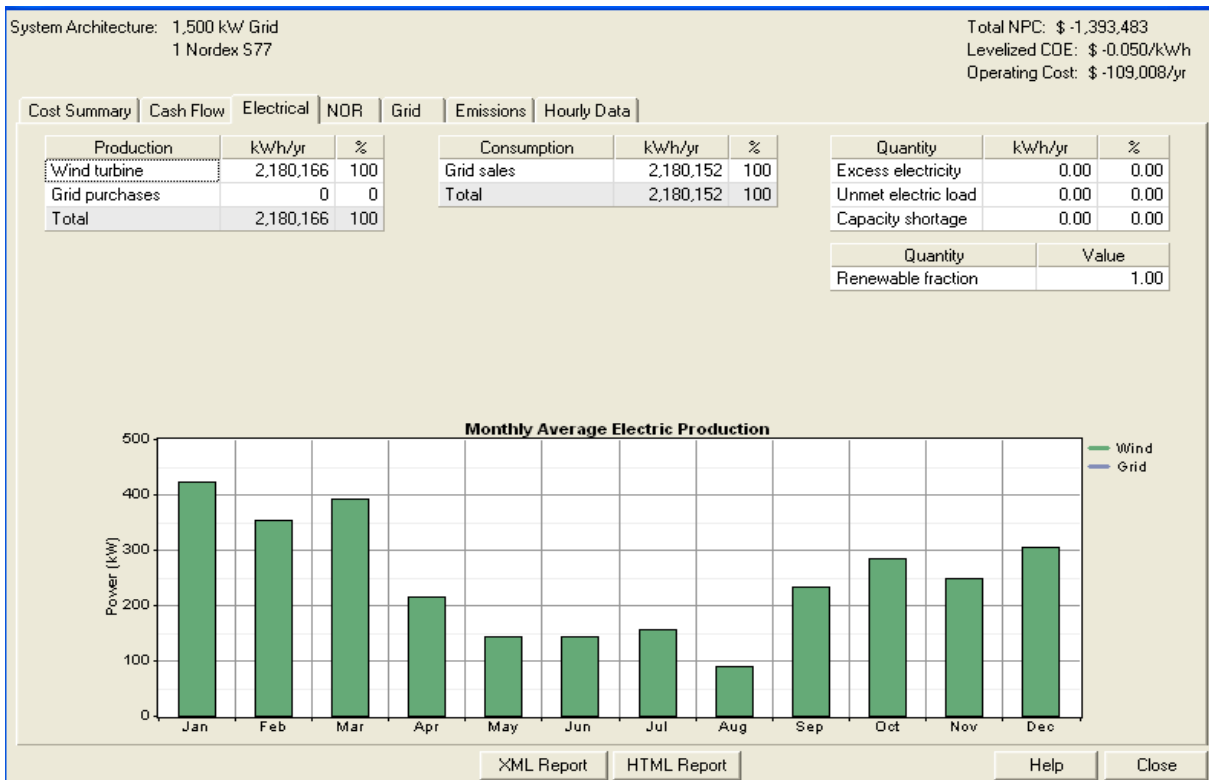 System Architecture: 1,500 kW Grid
1 Nordex S77
Total NPC: $ -1,393,483
Levelized COE: $ -0.050/kWh
Operating Cost: $ -109,008/yr
Cost Summary Cash Flow Electrical NOR Grid Emissions Hourly Data
Production kWh/yr %
Wind turbine 2,180,166 100
Grid purchases 0 0
Total 2,180,166 100
Consumption kWh/yr %
Grid sales 2,180,152 100
Total 2,180,152 100
Quantity kWh/yr %
Excess electricity 0.00 0.00
Unmet electric load 0.00 0.00
Capacity shortage 0.00 0.00
Quantity Value
Renewable fraction 1.00
Monthly Average Electric Production
Power (kW)
500
400
300
200
100
0
Jan Feb Mar Apr May Jun Jul Aug Sep Oct Nov Dec
Wind
Grid
XML Report HTML Report Help Close